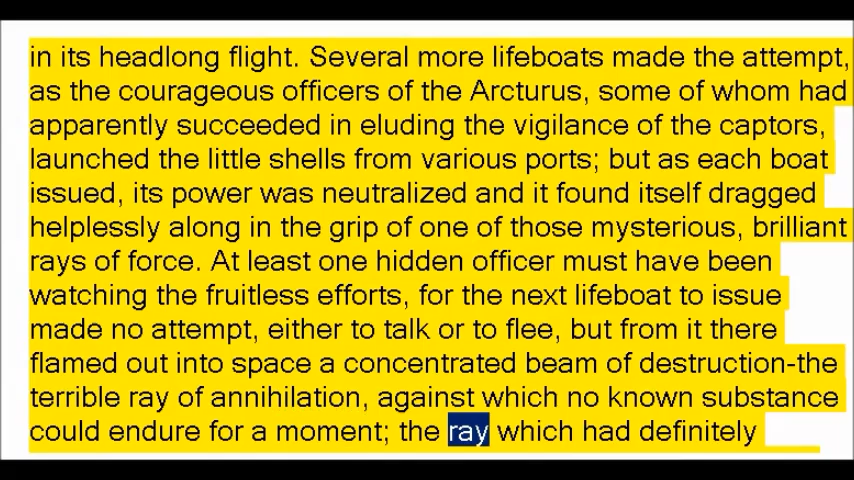 in its headlong flight. Several more lifeboats made the attempt,
as the courageous officers of the Arcturus, some of whom had
apparently succeeded in eluding the vigilance of the captors,
launched the little shells from various ports; but as each boat
issued, its power was neutralized and it found itself dragged
helplessly along in the grip of one of those mysterious, brilliant
rays of force. At least one hidden officer must have been
watching the fruitless efforts, for the next lifeboat to issue
made no attempt, either to talk or to flee, but from it there
flamed out into space a concentrated beam of destruction-the
terrible ray of annihilation, against which no known substance
could endure for a moment; the ray which had definitely